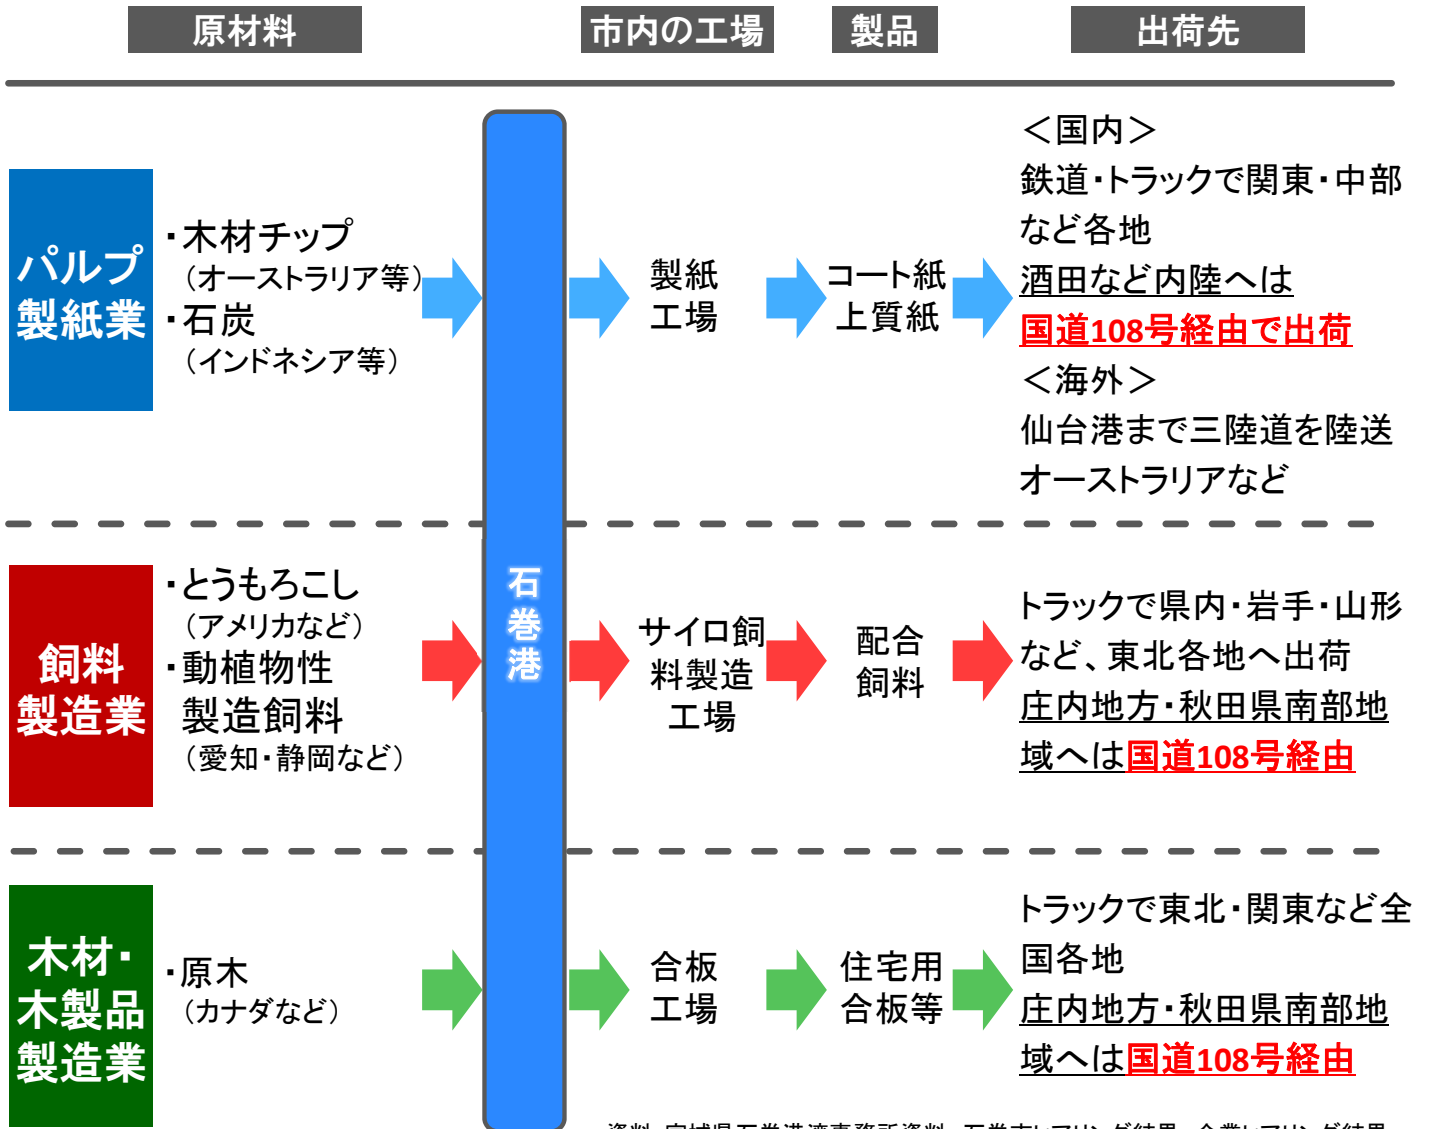 原材料
市内の工場
製品
出荷先
パルプ
製紙業
・木材チップ
（オーストラリア等）
・石炭
（インドネシア等）
製紙
工場
コート紙
上質紙
＜国内＞
鉄道・トラックで関東・中部
など各地
酒田など内陸へは
国道108号経由で出荷
＜海外＞
仙台港まで三陸道を陸送
オーストラリアなど
石
巻
港
飼料
製造業
・とうもろこし
（アメリカなど）
・動植物性
製造飼料
（愛知・静岡など）
サイロ飼
料製造
工場
配合
飼料
トラックで県内・岩手・山形
など、東北各地へ出荷
庄内地方・秋田県南部地
域へは国道108号経由
木材・
木製品
製造業
・原木
（カナダなど）
合板
工場
住宅用
合板等
トラックで東北・関東など全
国各地
庄内地方・秋田県南部地
域へは国道108号経由